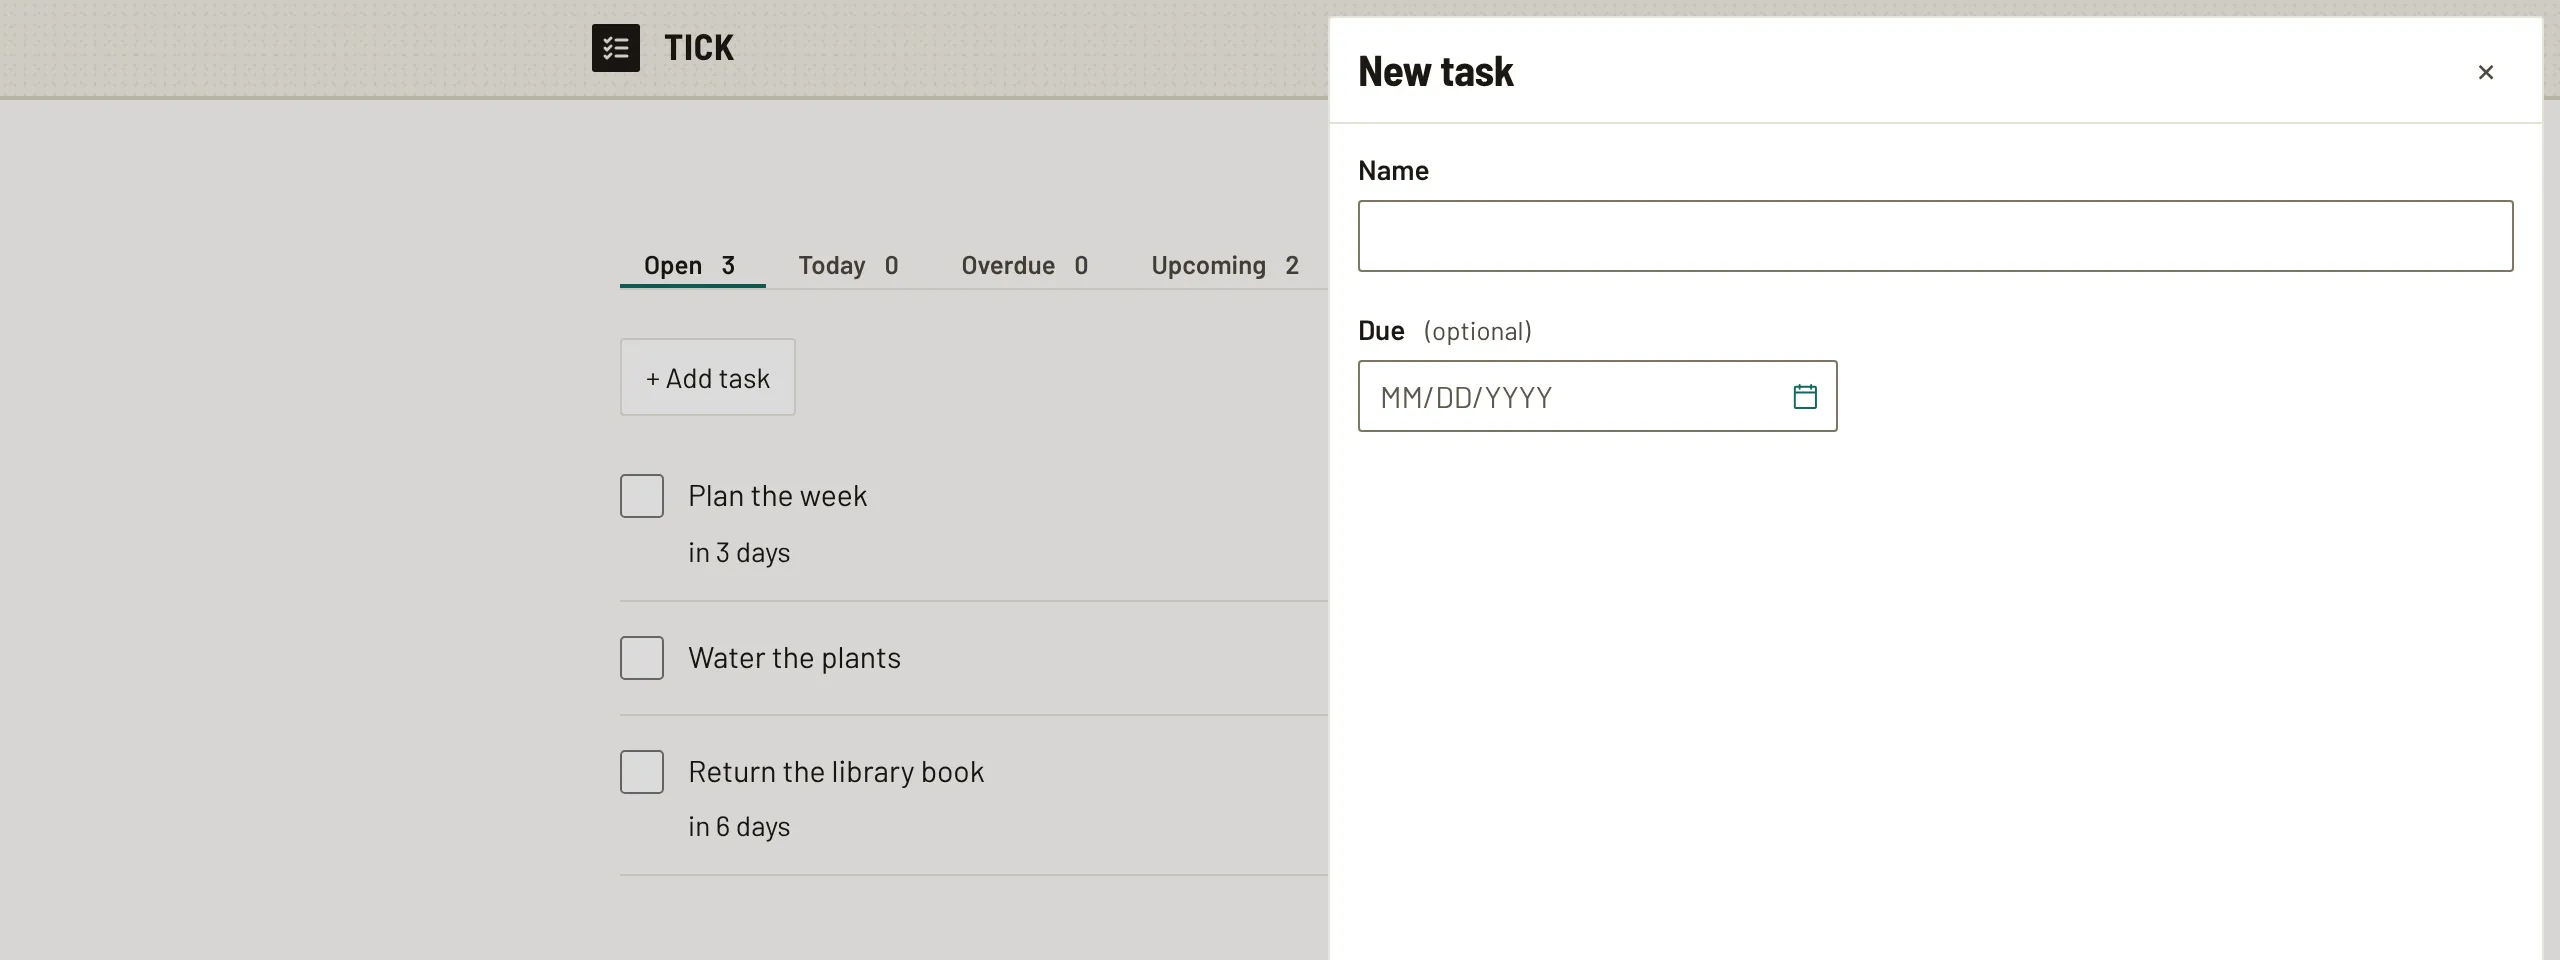 TICK
Open 3 Today 0 Overdue 0 Upcoming 2
+ Add task
Plan the week
in 3 days
Water the plants
Return the library book
in 6 days
New task
Name
Due (optional)
MM/DD/YYYY